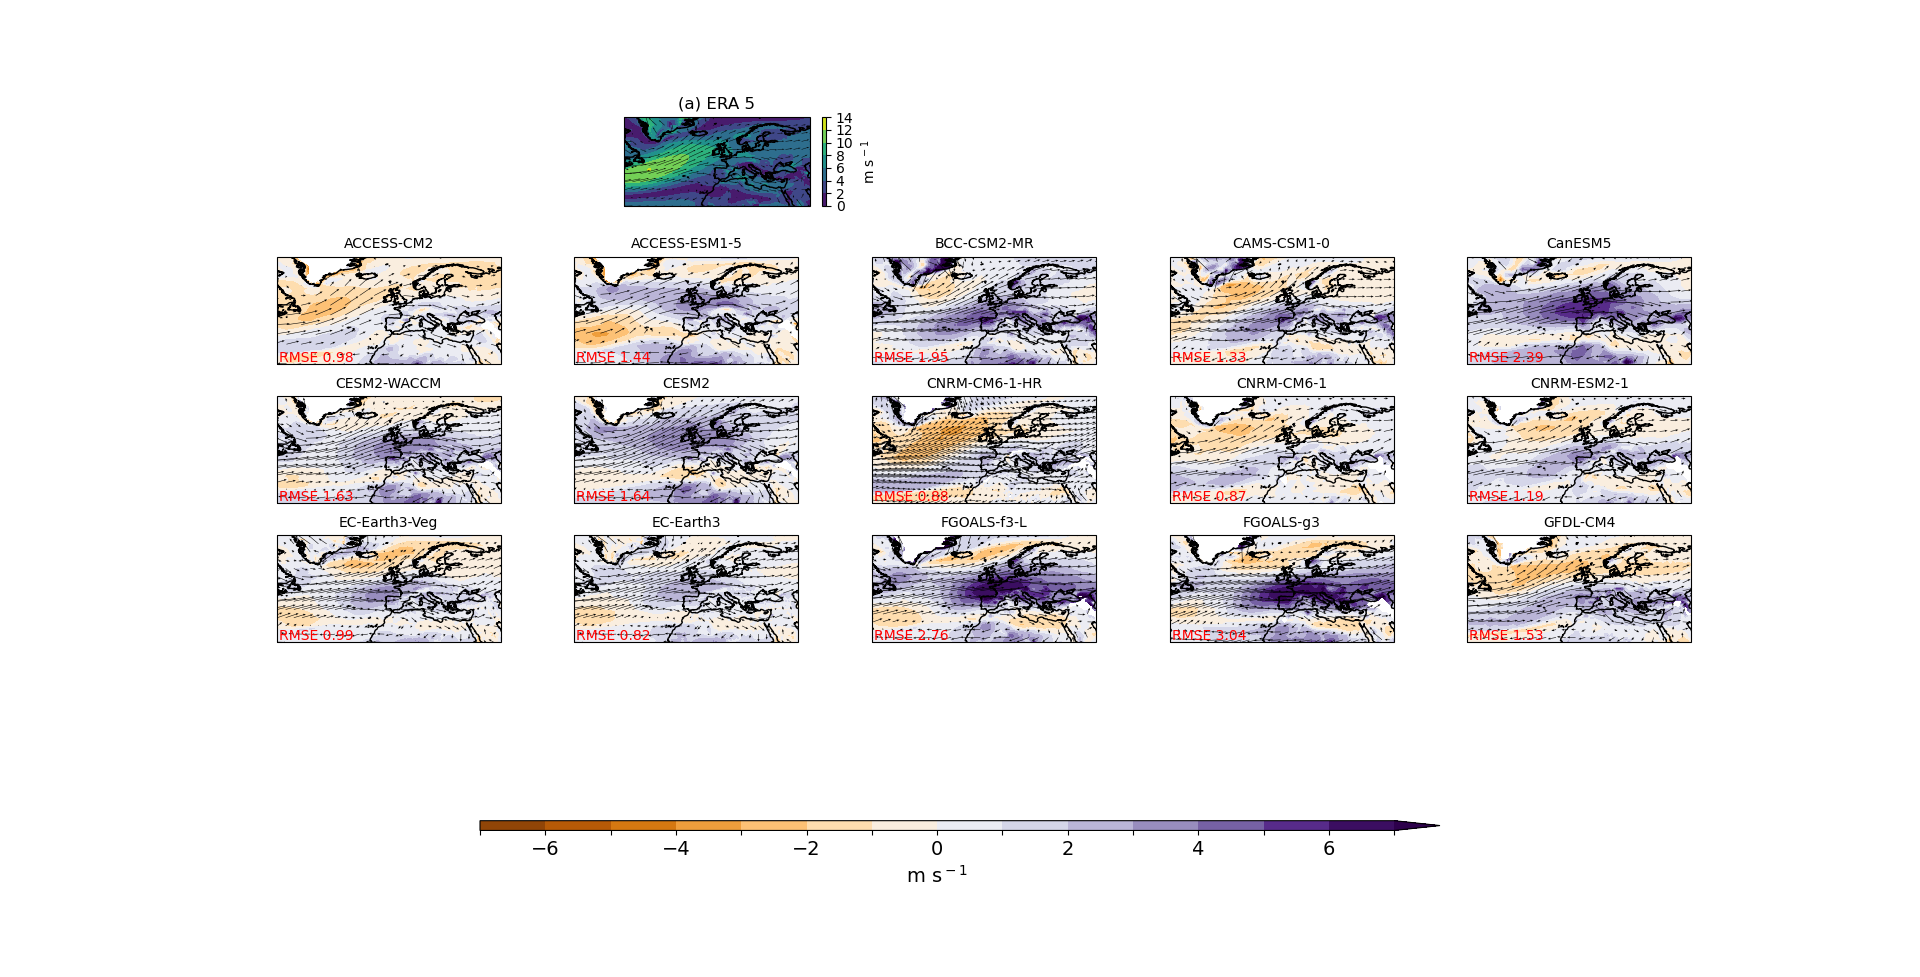 (a) ERA 5
14
12
10
8
6
4
2
0
m s⁻¹
ACCESS-CM2 ACCESS-ESM1-5 BCC-CSM2-MR CAMS-CSM1-0 CanESM5
RMSE 0.98 RMSE 1.44 RMSE 1.95 RMSE 1.33 RMSE 2.39
CESM2-WACCM CESM2 CNRM-CM6-1-HR CNRM-CM6-1 CNRM-ESM2-1
RMSE 1.63 RMSE 1.64 RMSE 0.88 RMSE 0.87 RMSE 1.19
EC-Earth3-Veg EC-Earth3 FGOALS-f3-L FGOALS-g3 GFDL-CM4
RMSE 0.99 RMSE 0.82 RMSE 2.76 RMSE 3.04 RMSE 1.53
−6 −4 −2 0 2 4 6
m s⁻¹